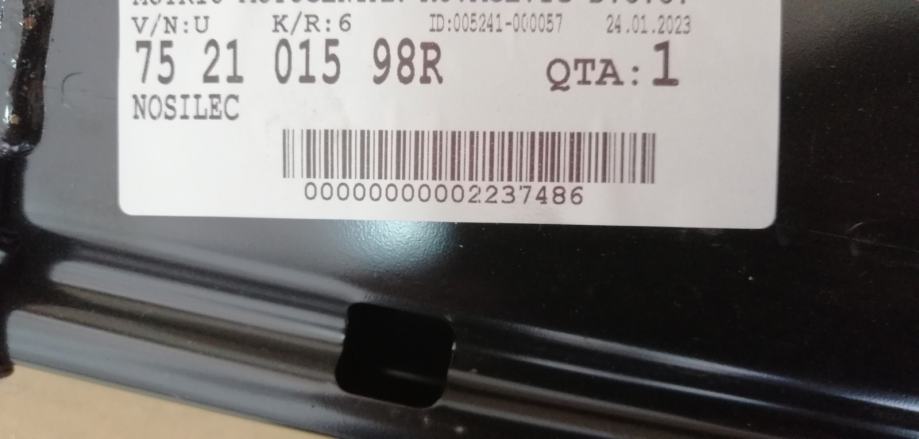 V/N:U K/R:6 ID:005241-000057 24.01.2023
75 21 015 98R QTA:1
NOSILEC
00000000002237486